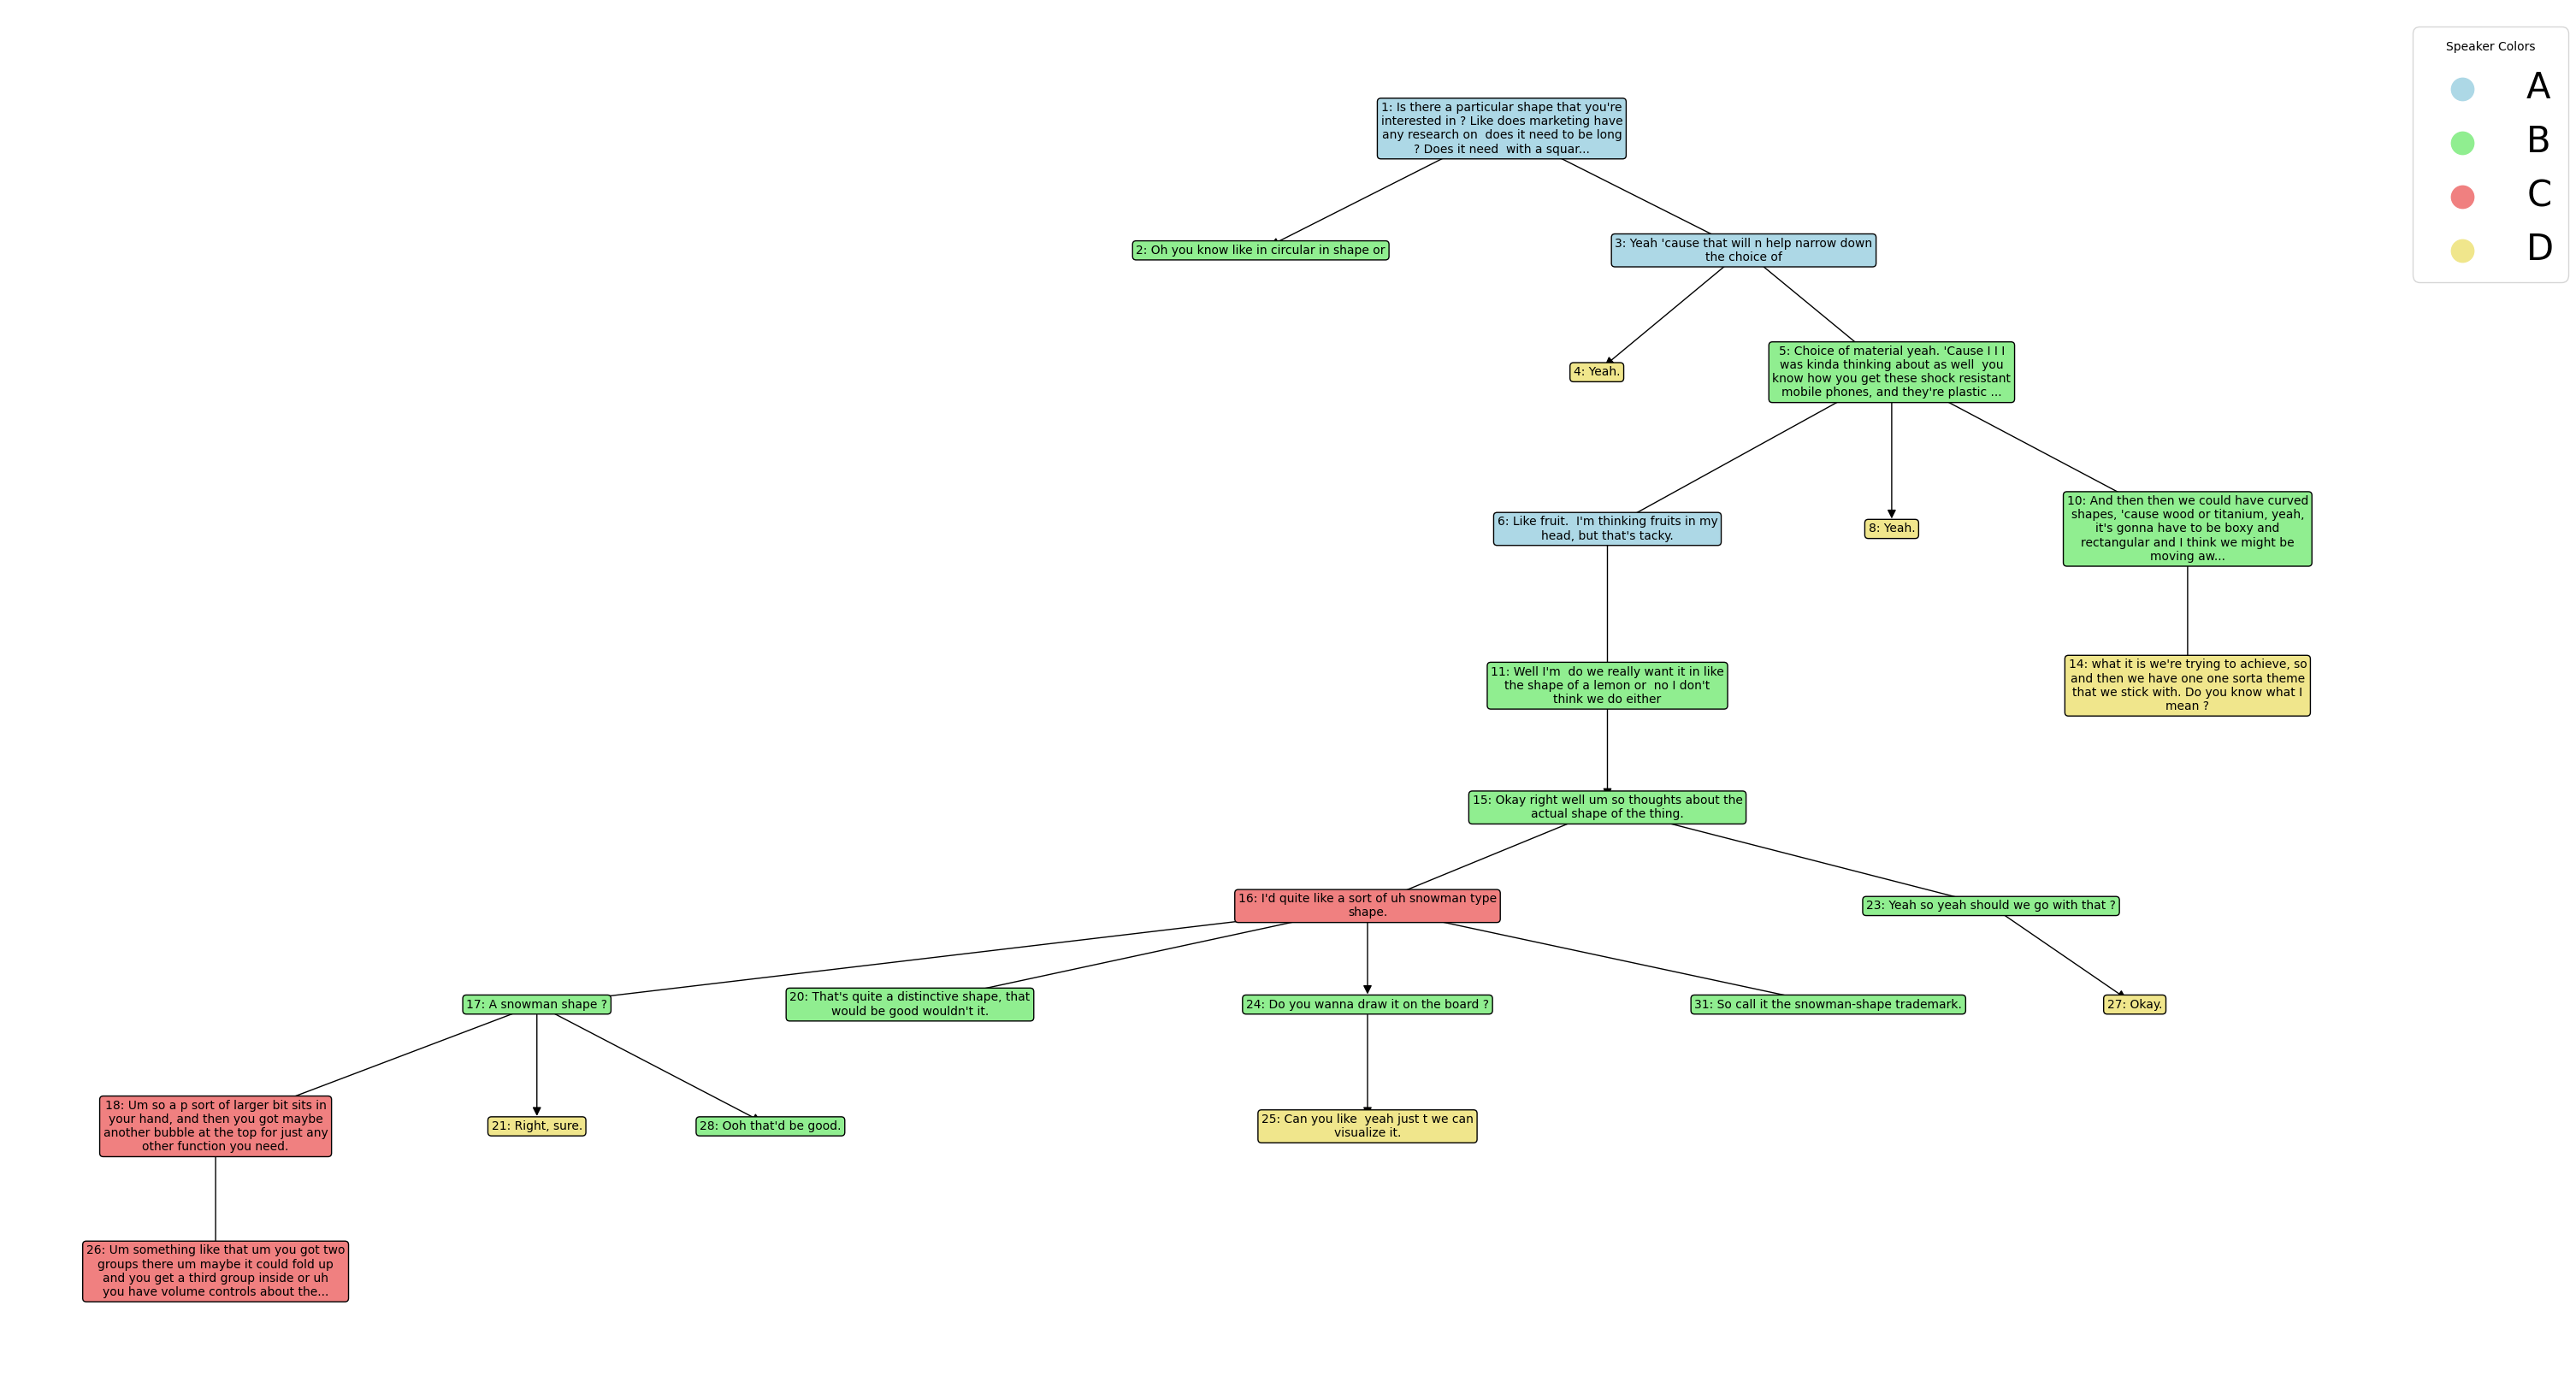 Speaker Colors
A
B
C
D
1: Is there a particular shape that you're
interested in ? Like does marketing have
any research on  does it need to be long
? Does it need  with a squar...
2: Oh you know like in circular in shape or
3: Yeah 'cause that will n help narrow down
the choice of
4: Yeah.
5: Choice of material yeah. 'Cause I I I
was kinda thinking about as well  you
know how you get these shock resistant
mobile phones, and they're plastic ...
6: Like fruit.  I'm thinking fruits in my
head, but that's tacky.
8: Yeah.
10: And then then we could have curved
shapes, 'cause wood or titanium, yeah,
it's gonna have to be boxy and
rectangular and I think we might be
moving aw...
11: Well I'm  do we really want it in like
the shape of a lemon or  no I don't
think we do either
14: what it is we're trying to achieve, so
and then we have one one sorta theme
that we stick with. Do you know what I
mean ?
15: Okay right well um so thoughts about the
actual shape of the thing.
16: I'd quite like a sort of uh snowman type
shape.
23: Yeah so yeah should we go with that ?
17: A snowman shape ?
20: That's quite a distinctive shape, that
would be good wouldn't it.
24: Do you wanna draw it on the board ?
31: So call it the snowman-shape trademark.
27: Okay.
18: Um so a p sort of larger bit sits in
your hand, and then you got maybe
another bubble at the top for just any
other function you need.
21: Right, sure.
28: Ooh that'd be good.
25: Can you like  yeah just t we can
visualize it.
26: Um something like that um you got two
groups there um maybe it could fold up
and you get a third group inside or uh
you have volume controls about the...